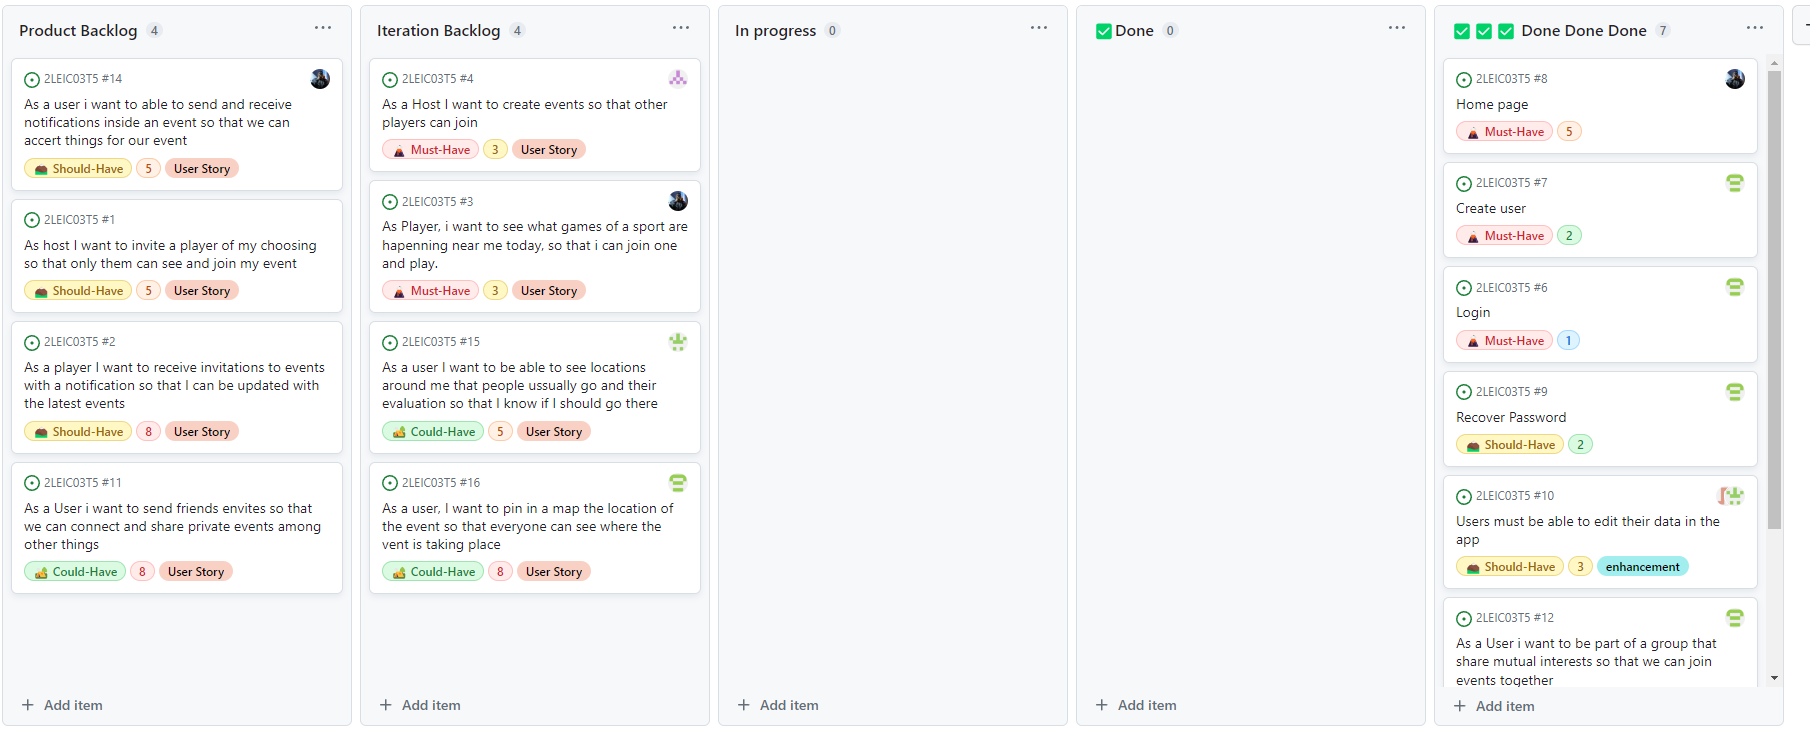 Product Backlog 4
2LEIC03T5 #14
As a user i want to able to send and receive
notifications inside an event so that we can
accert things for our event
Should-Have 5 User Story
2LEIC03T5 #1
As host I want to invite a player of my choosing
so that only them can see and join my event
Should-Have 5 User Story
2LEIC03T5 #2
As a player I want to receive invitations to events
with a notification so that I can be updated with
the latest events
Should-Have 8 User Story
2LEIC03T5 #11
As a User i want to send friends envites so that
we can connect and share private events among
other things
Could-Have 8 User Story
+ Add item
Iteration Backlog 4
2LEIC03T5 #4
As a Host I want to create events so that other
players can join
Must-Have 3 User Story
2LEIC03T5 #3
As Player, i want to see what games of a sport are
hapenning near me today, so that i can join one
and play.
Must-Have 3 User Story
2LEIC03T5 #15
As a user I want to be able to see locations
around me that people ussually go and their
evaluation so that I know if I should go there
Could-Have 5 User Story
2LEIC03T5 #16
As a user, I want to pin in a map the location of
the event so that everyone can see where the
vent is taking place
Could-Have 8 User Story
+ Add item
In progress 0
+ Add item
Done 0
+ Add item
Done Done Done 7
2LEIC03T5 #8
Home page
Must-Have 5
2LEIC03T5 #7
Create user
Must-Have 2
2LEIC03T5 #6
Login
Must-Have 1
2LEIC03T5 #9
Recover Password
Should-Have 2
2LEIC03T5 #10
Users must be able to edit their data in the
app
Should-Have 3 enhancement
2LEIC03T5 #12
As a User i want to be part of a group that
share mutual interests so that we can join
events together
+ Add item